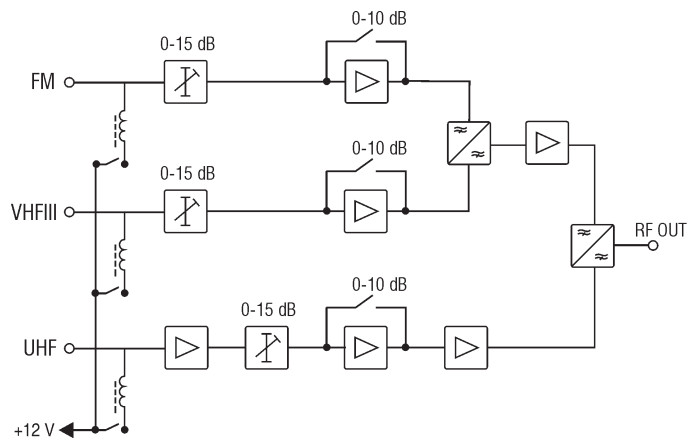 0-10 dB
0-15 dB
FM
0-10 dB
0-15 dB
VHFIII
RF OUT
0-10 dB
0-15 dB
UHF
+12 V